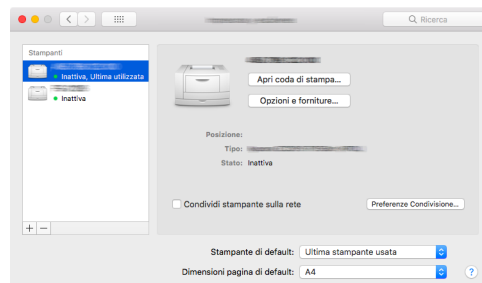 Ricerca
Stampanti
Inattiva, Ultima utilizzata
Inattiva
Apri coda di stampa...
Opzioni e forniture...
Posizione:
Tipo:
Stato: Inattiva
Condividi stampante sulla rete
Preferenze Condivisione...
+ −
Stampante di default: Ultima stampante usata
Dimensioni pagina di default: A4
?